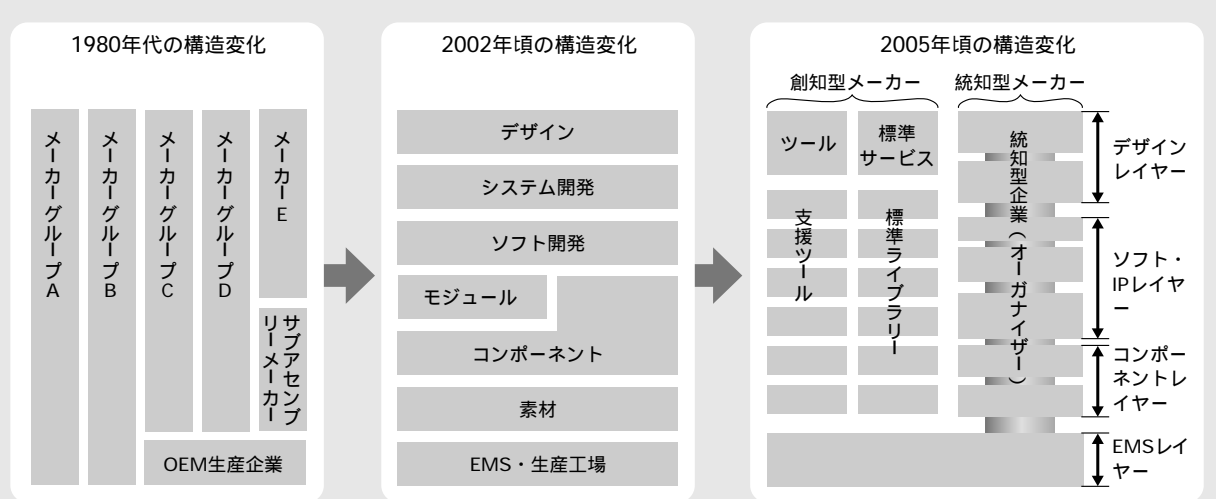 1980年代の構造変化
メーカーグループA
メーカーグループB
メーカーグループC
メーカーグループD
メーカーE
サブアセンブ
リーメーカー
OEM生産企業
2002年頃の構造変化
デザイン
システム開発
ソフト開発
モジュール
コンポーネント
素材
EMS・生産工場
2005年頃の構造変化
創知型メーカー
統知型メーカー
ツール
標準
サービス
支援ツール
標準ライブラリー
統知型企業(オーガナイザー)
デザイン
レイヤー
ソフト・
IPレイヤ
ー
コンポー
ネントレ
イヤー
EMSレイ
ヤー